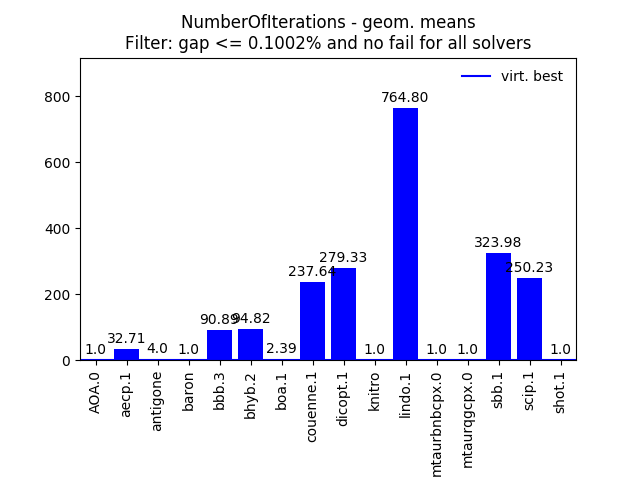 NumberOfIterations - geom. means
Filter: gap <= 0.1002% and no fail for all solvers
virt. best
800
600
400
200
0
1.0
32.71
4.0
1.0
90.89
94.82
2.39
237.64
279.33
1.0
764.80
1.0
1.0
323.98
250.23
1.0
AOA.0
aecp.1
antigone
baron
bbb.3
bhyb.2
boa.1
couenne.1
dicopt.1
knitro
lindo.1
mtaurbnbcpx.0
mtaurqgcpx.0
sbb.1
scip.1
shot.1